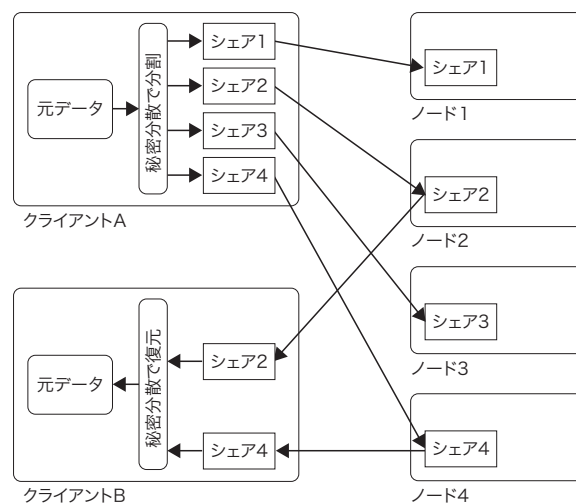 元データ
秘密分散で分割
シェア1
シェア2
シェア3
シェア4
クライアントA
シェア1
ノード1
シェア2
ノード2
シェア3
ノード3
シェア4
ノード4
元データ
秘密分散で復元
シェア2
シェア4
クライアントB